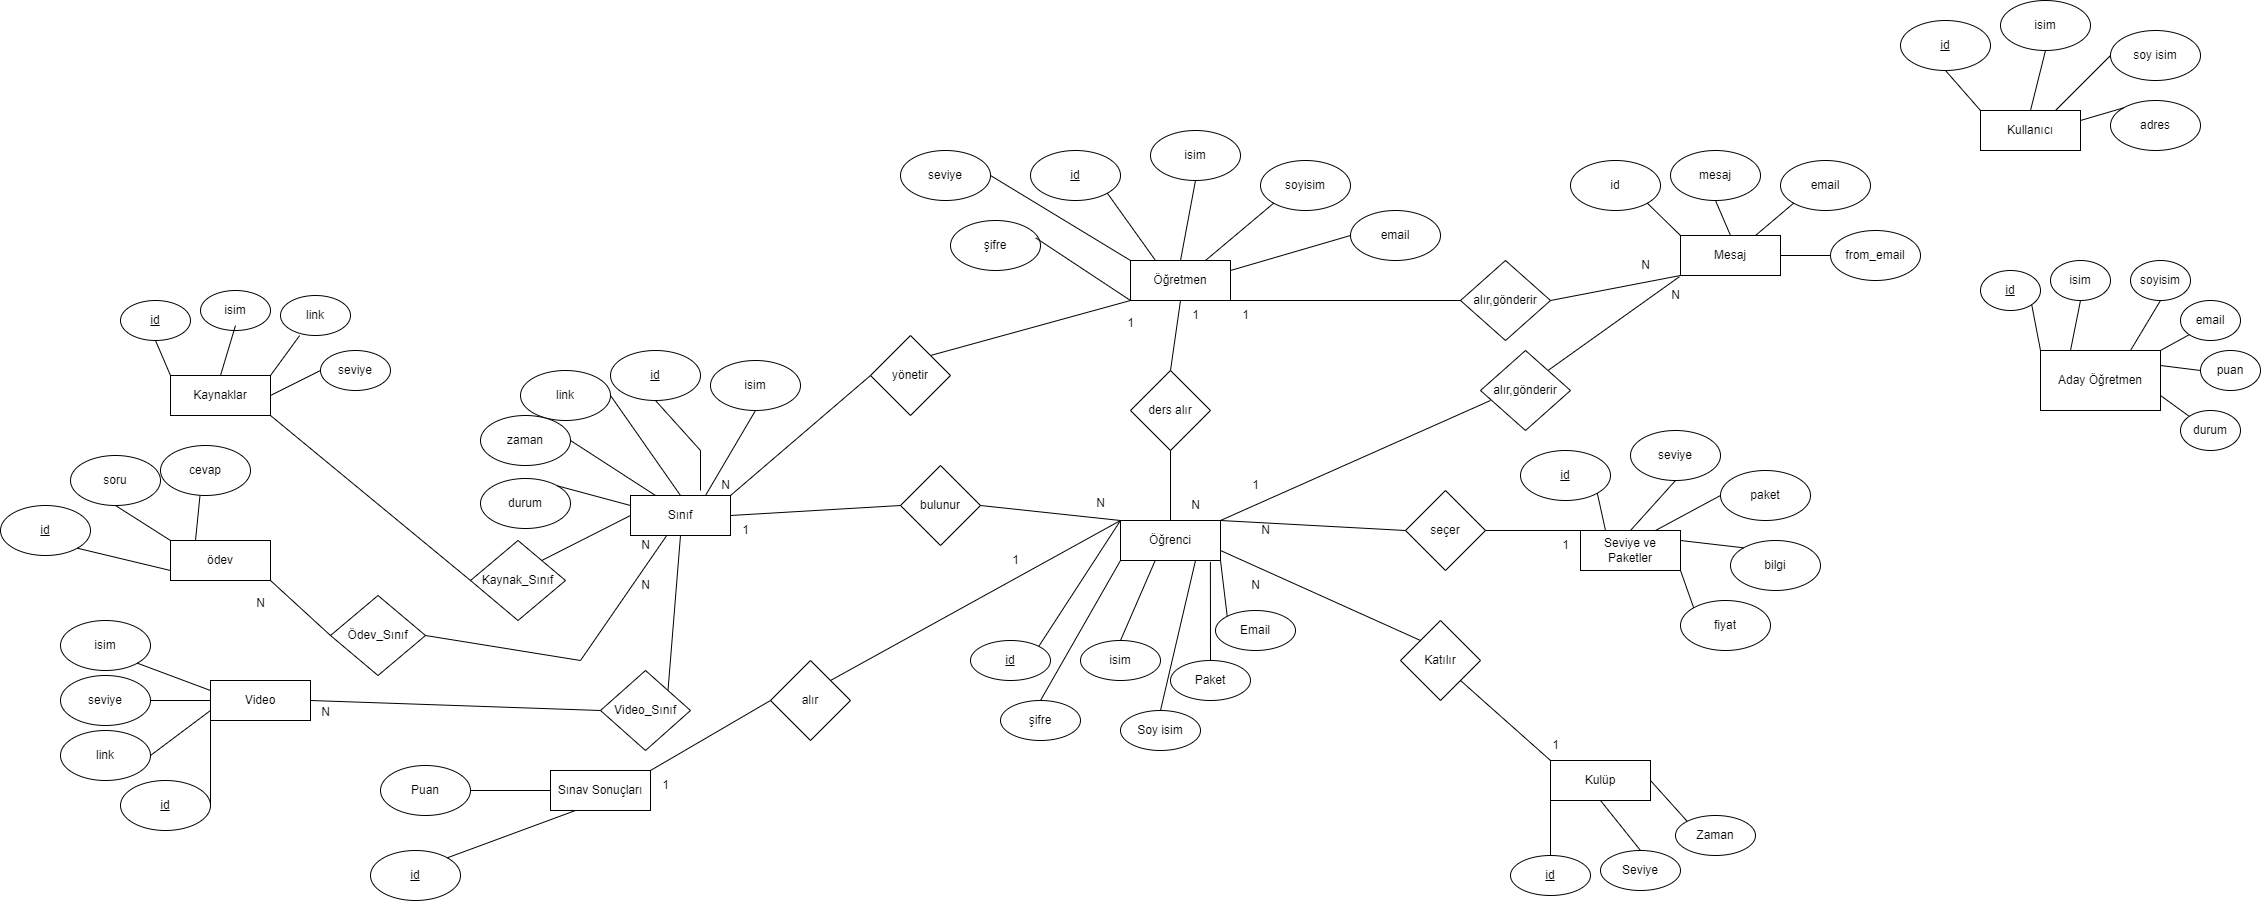 isim
id
soy isim
adres
Kullanıcı
seviye
id
isim
soyisim
email
şifre
Öğretmen
1
1
1
id
mesaj
email
from_email
Mesaj
N
N
alır,gönderir
alır,gönderir
1
id
isim
soyisim
email
puan
durum
Aday Öğretmen
id
isim
link
seviye
Kaynaklar
yönetir
ders alır
link
id
isim
zaman
durum
Sınıf
N
1
N
N
bulunur
N
N
Öğrenci
N
N
1
seçer
1
id
seviye
paket
bilgi
fiyat
Seviye ve
Paketler
soru
cevap
id
ödev
N
Kaynak_Sınıf
Ödev_Sınıf
isim
seviye
link
id
Video
N
Video_Sınıf
alır
id
isim
Email
Paket
şifre
Soy isim
Katılır
1
Kulüp
Zaman
Seviye
id
Puan
Sınav Sonuçları
1
id